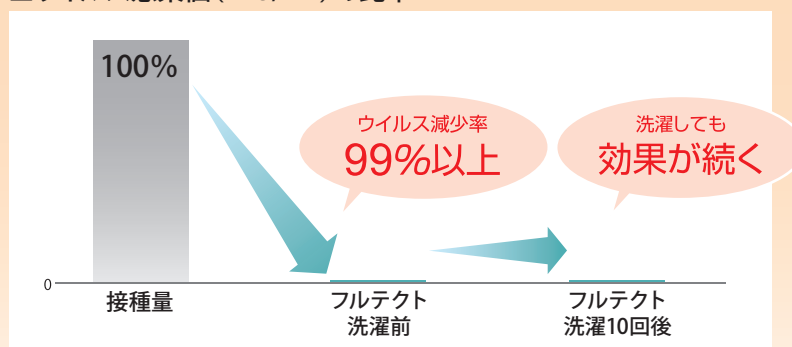 100%
ウイルス減少率
99%以上
洗濯しても
効果が続く
0
接種量
フルテクト
洗濯前
フルテクト
洗濯10回後